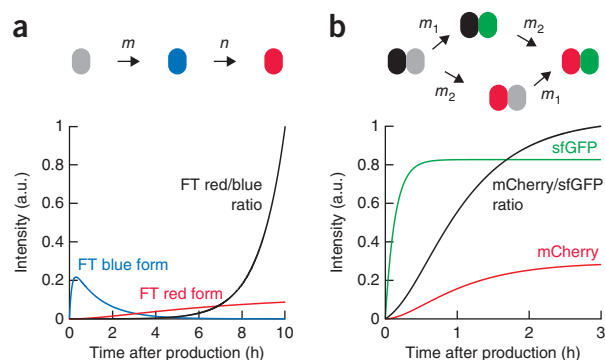 a
m
n
Intensity (a.u.)
1
0.8
0.6
0.4
0.2
0
FT red/blue
ratio
FT blue form
FT red form
0 2 4 6 8 10
Time after production (h)
b
m1
m2
m2
m1
Intensity (a.u.)
1
0.8
0.6
0.4
0.2
0
sfGFP
mCherry/sfGFP
ratio
mCherry
0 1 2 3
Time after production (h)